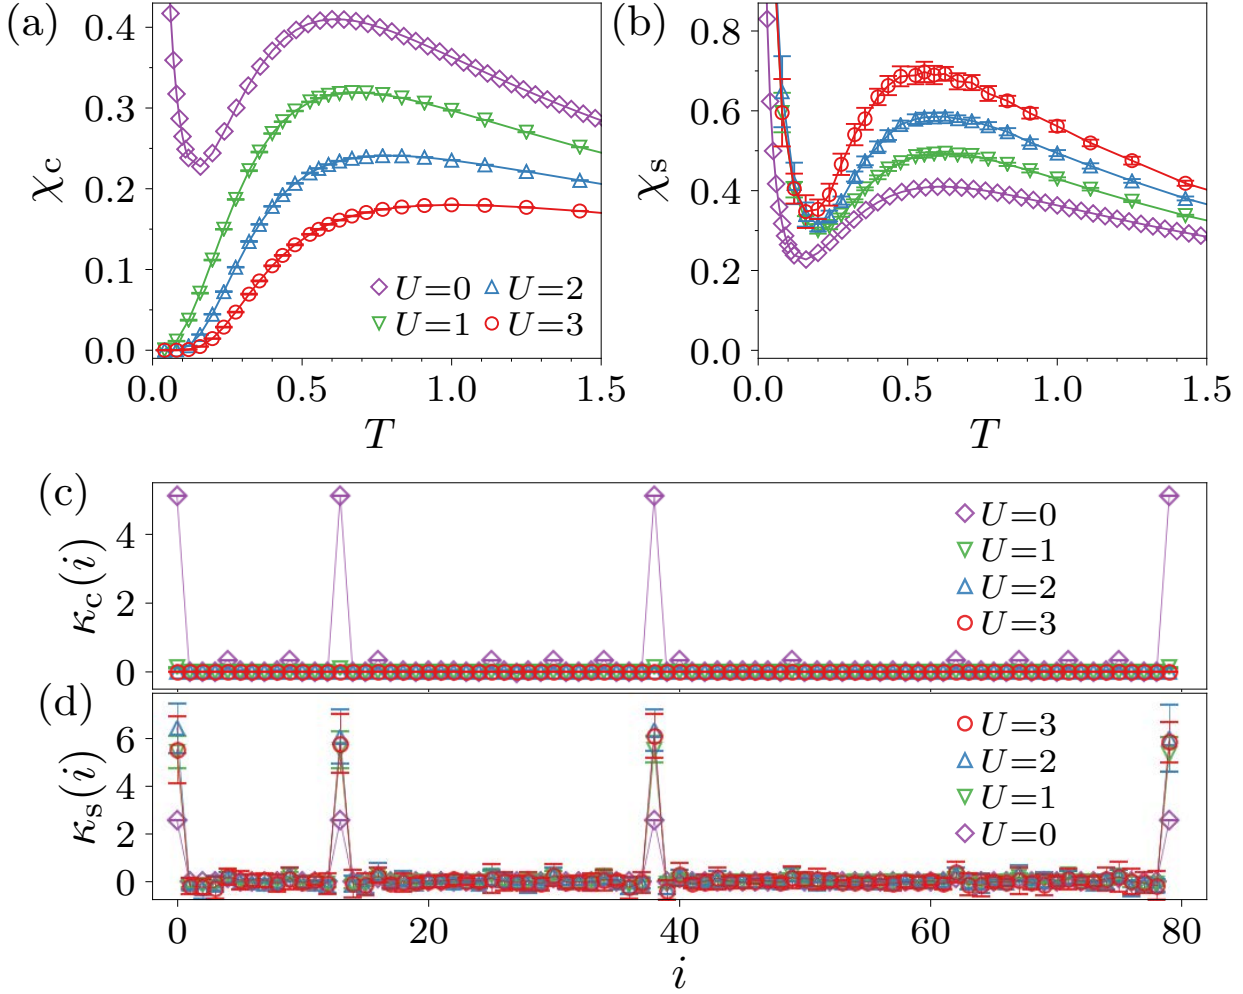 (a)
0.4
0.3
0.2
0.1
0.0
χc
0.0 0.5 1.0 1.5
T
U=0 U=2
U=1 U=3
(b)
0.8
0.6
0.4
0.2
0.0
χs
0.0 0.5 1.0 1.5
T
(c)
4
2
0
κc(i)
U=0
U=1
U=2
U=3
(d)
6
4
2
0
κs(i)
U=3
U=2
U=1
U=0
0 20 40 60 80
i